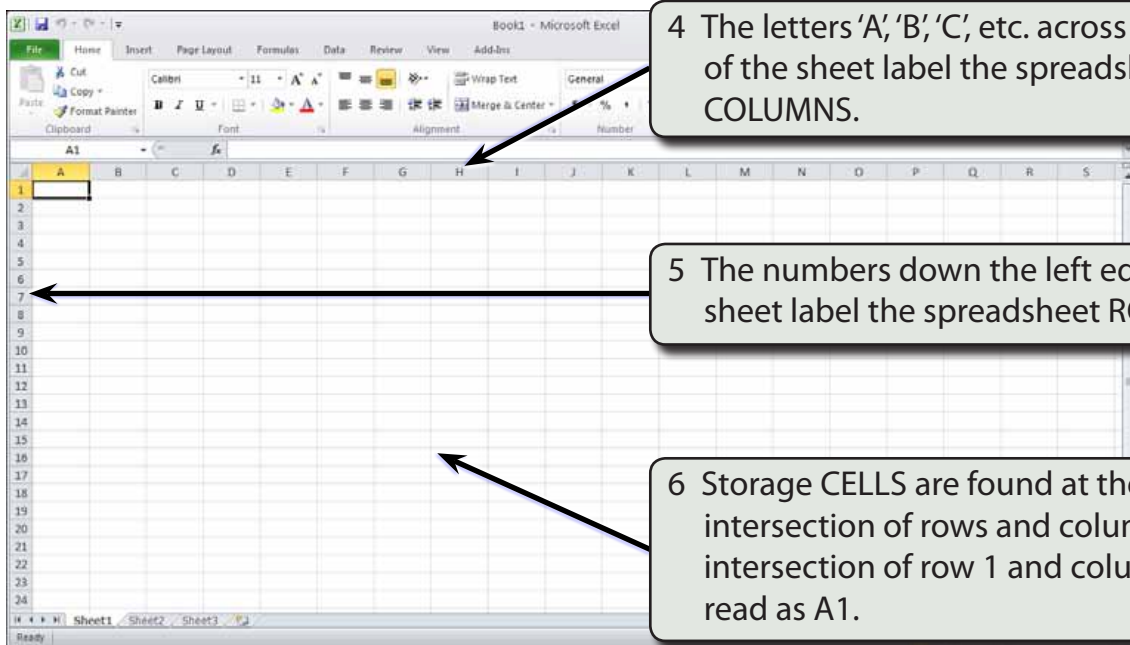 Book1 - Microsoft Excel
File Home Insert Page Layout Formulas Data Review View Add-Ins
Paste Cut Calibri 11 A A Wrap Text General
Copy
Format Painter B I U A Merge & Center % ,
Clipboard Font Alignment Number
A1 fx
A B C D E F G H I J K L M N O P Q R S
1
2
3
4
5
6
7
8
9
10
11
12
13
14
15
16
17
18
19
20
21
22
23
24
Sheet1 Sheet2 Sheet3
Ready
4 The letters ‘A’, ‘B’, ‘C’, etc. across
of the sheet label the spreads
COLUMNS.
5 The numbers down the left
sheet label the spreadsheet
6 Storage CELLS are found at the
intersection of rows and
intersection of row 1 and
read as A1.